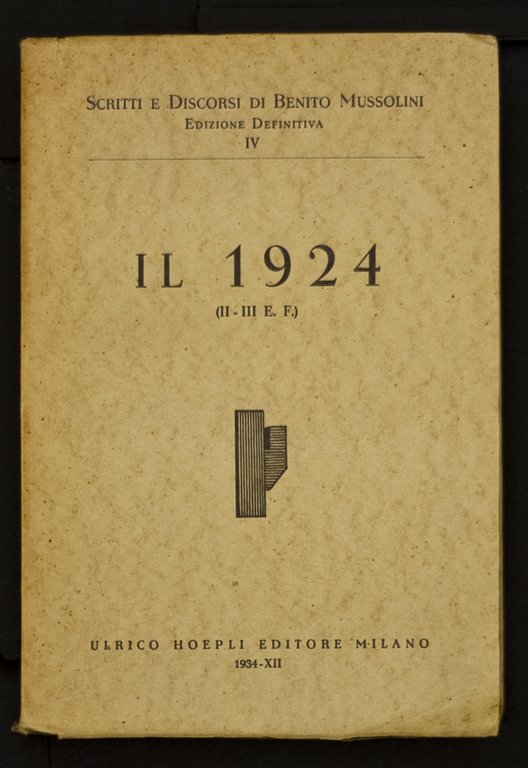 SCRITTI E DISCORSI DI BENITO MUSSOLINI
EDIZIONE DEFINITIVA
IV
IL 1924
(II-III E. F.)
ULRICO HOEPLI EDITORE MILANO
1934-XII